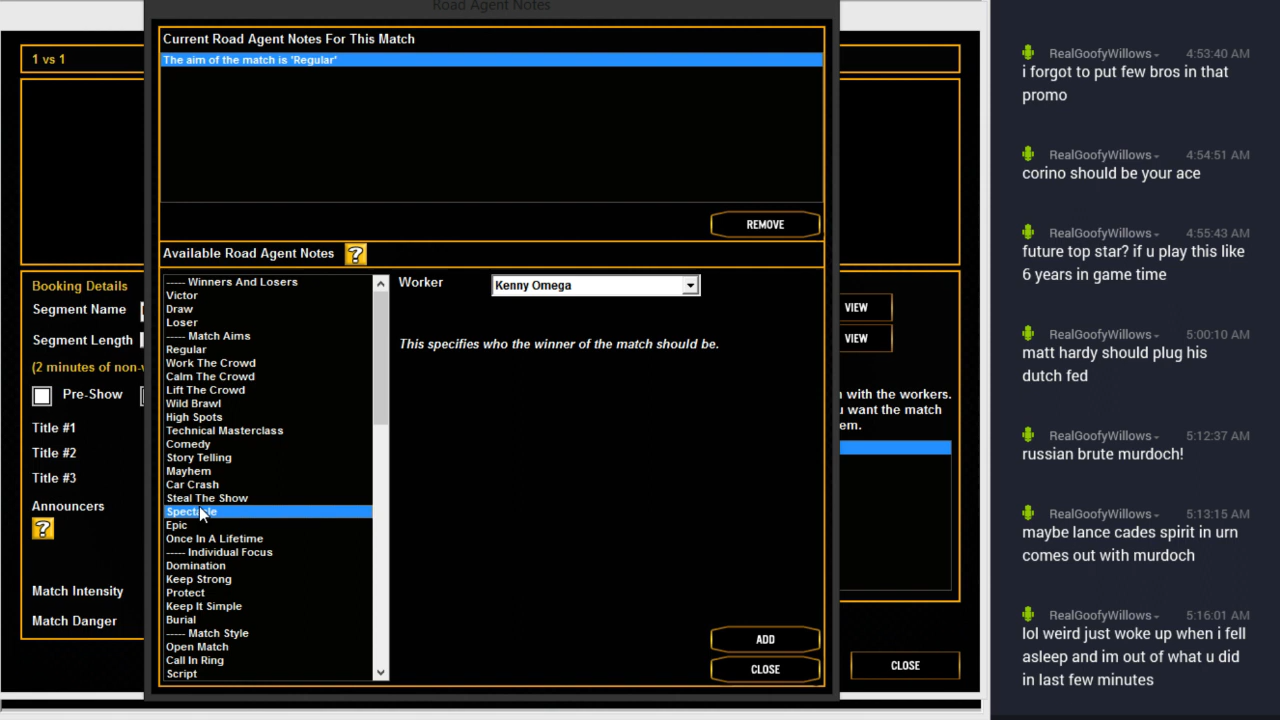 Road Agent Notes
1 vs 1
Current Road Agent Notes For This Match
The aim of the match is 'Regular'
REMOVE
Available Road Agent Notes ?
----- Winners And Losers
Victor
Draw
Loser
----- Match Aims
Regular
Work The Crowd
Calm The Crowd
Lift The Crowd
Wild Brawl
High Spots
Technical Masterclass
Comedy
Story Telling
Mayhem
Car Crash
Steal The Show
Spectacle
Epic
Once In A Lifetime
----- Individual Focus
Domination
Keep Strong
Protect
Keep It Simple
Burial
----- Match Style
Open Match
Call In Ring
Script
Worker
Kenny Omega
This specifies who the winner of the match should be.
ADD
CLOSE
Booking Details
Segment Name
Segment Length
(2 minutes of non-
Pre-Show
Title #1
Title #2
Title #3
Announcers
?
Match Intensity
Match Danger
VIEW
VIEW
with the workers.
want the match
em.
CLOSE
RealGoofyWillows 4:53:40 AM
i forgot to put few bros in that
promo
RealGoofyWillows 4:54:51 AM
corino should be your ace
RealGoofyWillows 4:55:43 AM
future top star? if u play this like
6 years in game time
RealGoofyWillows 5:00:10 AM
matt hardy should plug his
dutch fed
RealGoofyWillows 5:12:37 AM
russian brute murdoch!
RealGoofyWillows 5:13:15 AM
maybe lance cades spirit in urn
comes out with murdoch
RealGoofyWillows 5:16:01 AM
lol weird just woke up when i fell
asleep and im out of what u did
in last few minutes